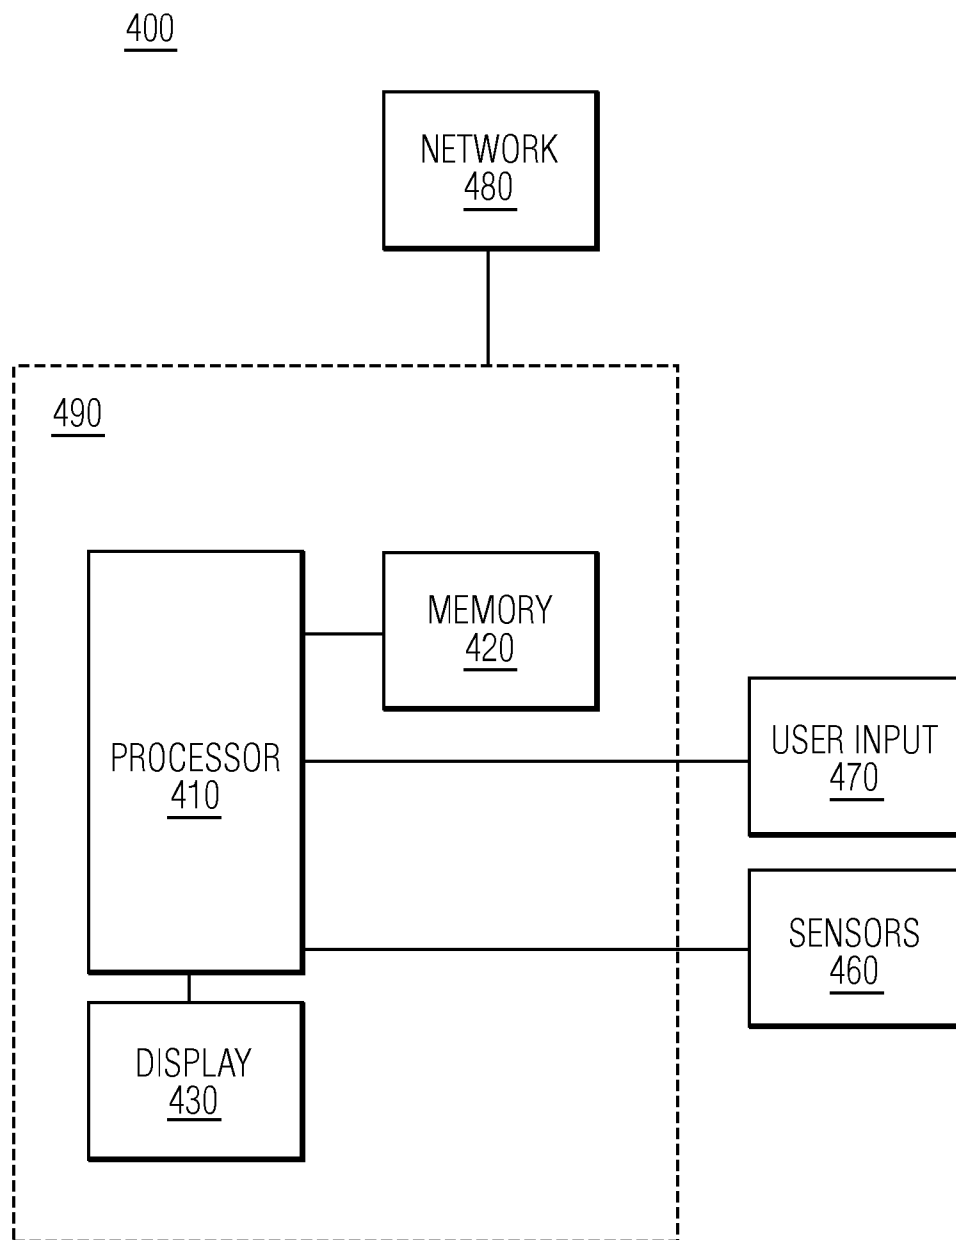 400
NETWORK
480
490
MEMORY
420
PROCESSOR
410
USER INPUT
470
SENSORS
460
DISPLAY
430